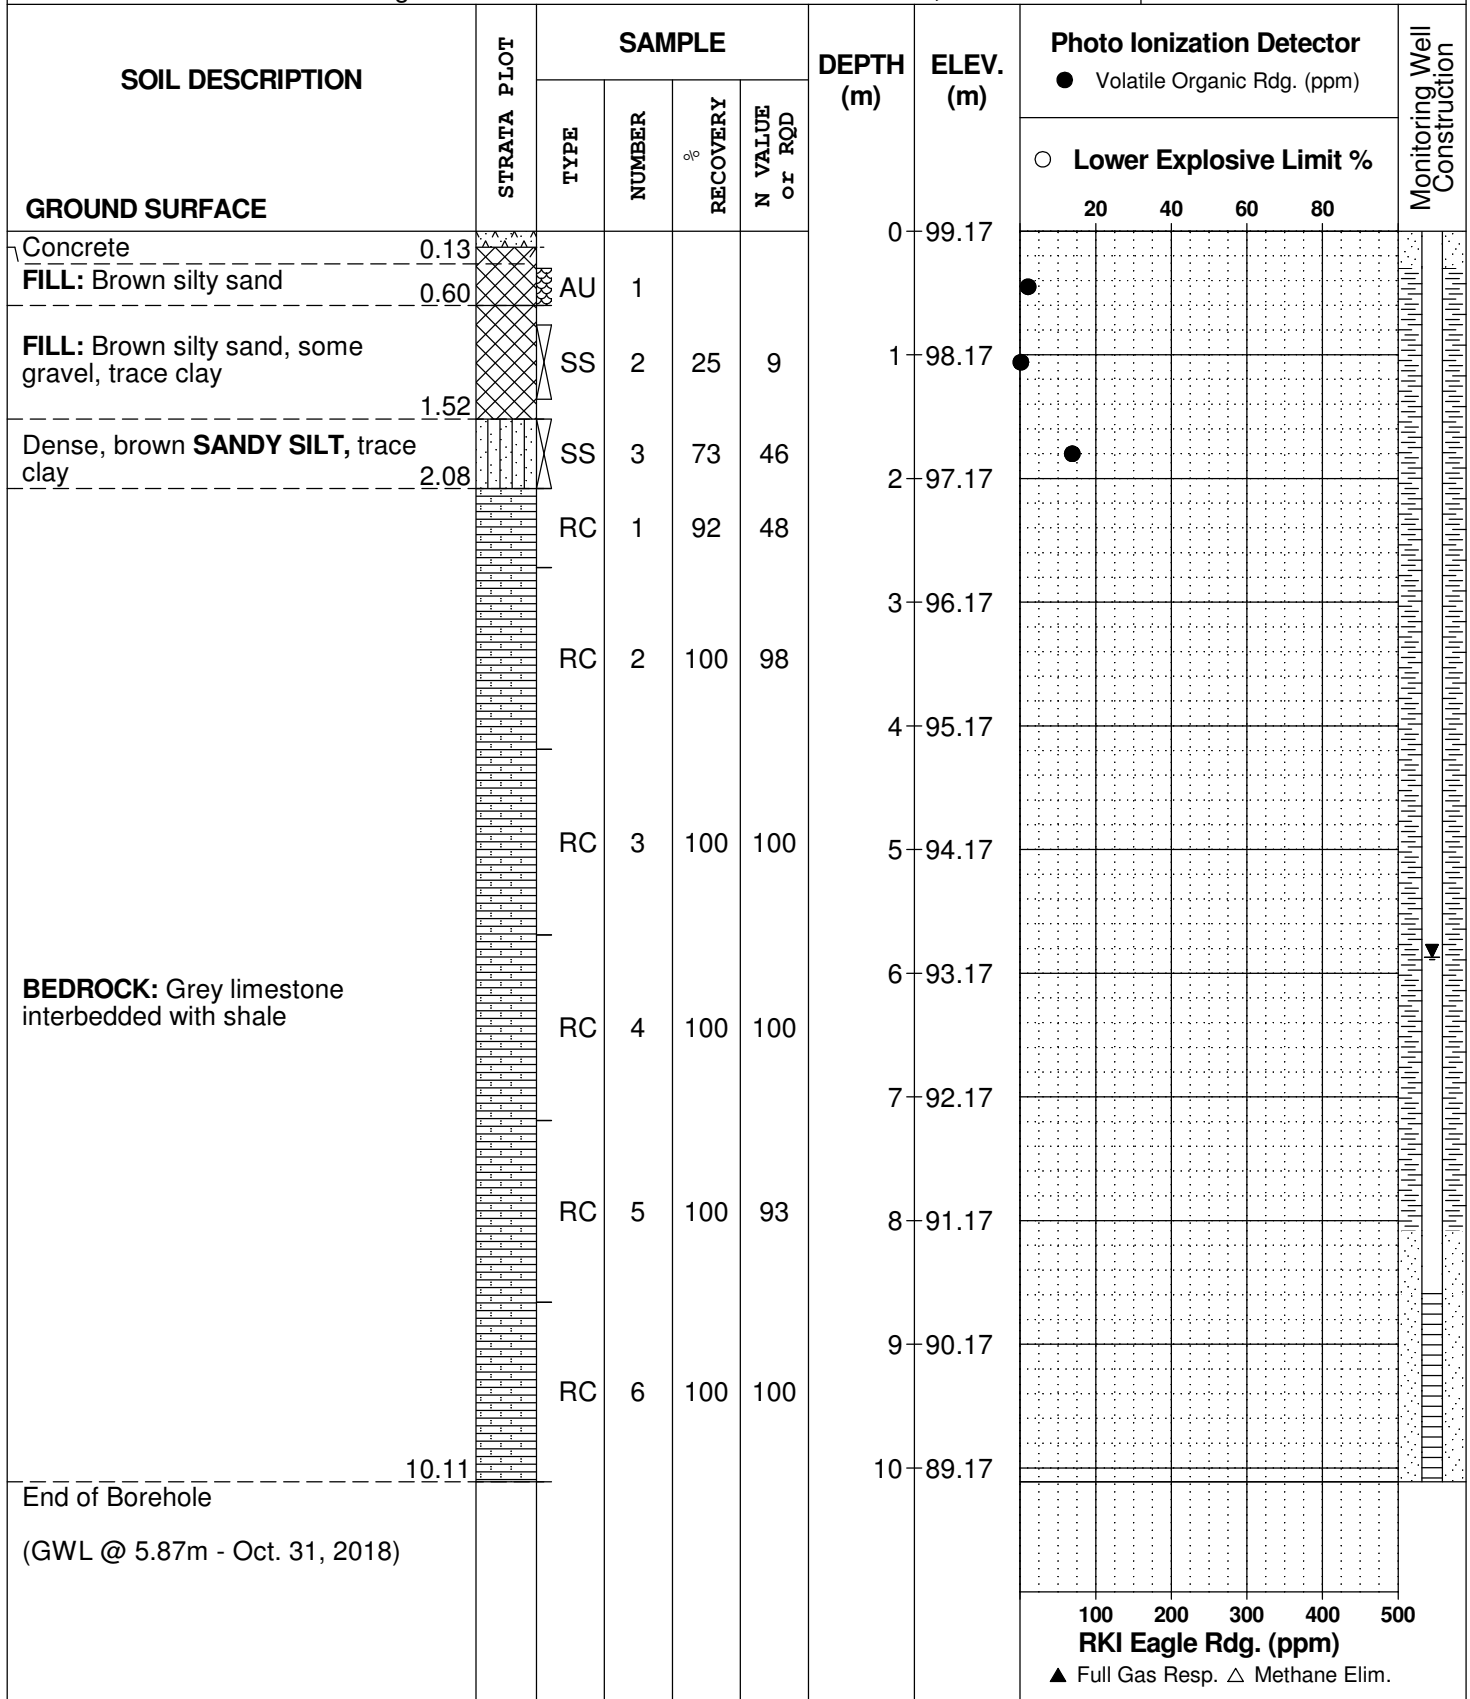 SOIL DESCRIPTION
GROUND SURFACE
STRATA PLOT
SAMPLE
TYPE
NUMBER
% RECOVERY
N VALUE or RQD
DEPTH (m)
ELEV. (m)
Photo Ionization Detector
● Volatile Organic Rdg. (ppm)
○ Lower Explosive Limit %
20 40 60 80
Monitoring Well Construction
0 99.17
Concrete 0.13
FILL: Brown silty sand 0.60
AU 1
FILL: Brown silty sand, some
gravel, trace clay
1.52
SS 2 25 9
1 98.17
Dense, brown SANDY SILT, trace
clay 2.08
SS 3 73 46
2 97.17
RC 1 92 48
3 96.17
RC 2 100 98
4 95.17
RC 3 100 100
5 94.17
6 93.17
BEDROCK: Grey limestone
interbedded with shale
RC 4 100 100
7 92.17
RC 5 100 93
8 91.17
9 90.17
RC 6 100 100
10.11
10 89.17
End of Borehole
(GWL @ 5.87m - Oct. 31, 2018)
100 200 300 400 500
RKI Eagle Rdg. (ppm)
▲ Full Gas Resp. △ Methane Elim.